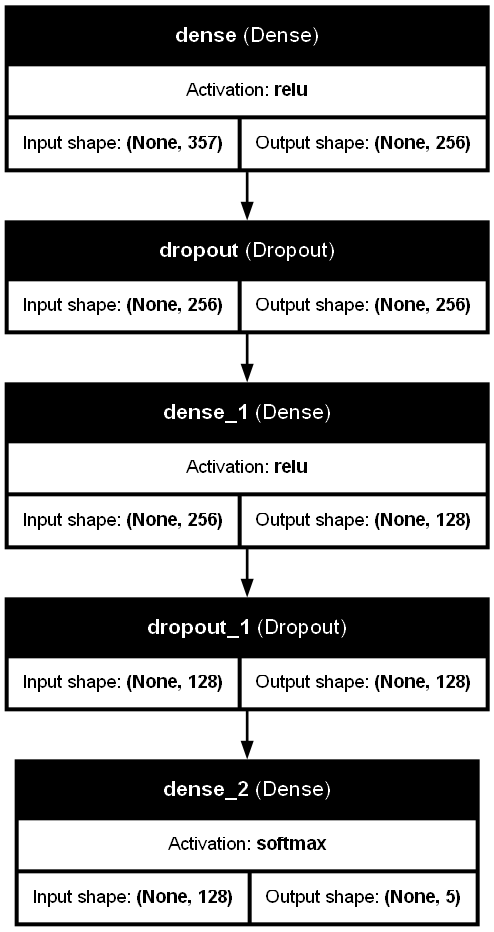 dense (Dense)
Activation: relu
Input shape: (None, 357) Output shape: (None, 256)
dropout (Dropout)
Input shape: (None, 256) Output shape: (None, 256)
dense_1 (Dense)
Activation: relu
Input shape: (None, 256) Output shape: (None, 128)
dropout_1 (Dropout)
Input shape: (None, 128) Output shape: (None, 128)
dense_2 (Dense)
Activation: softmax
Input shape: (None, 128) Output shape: (None, 5)